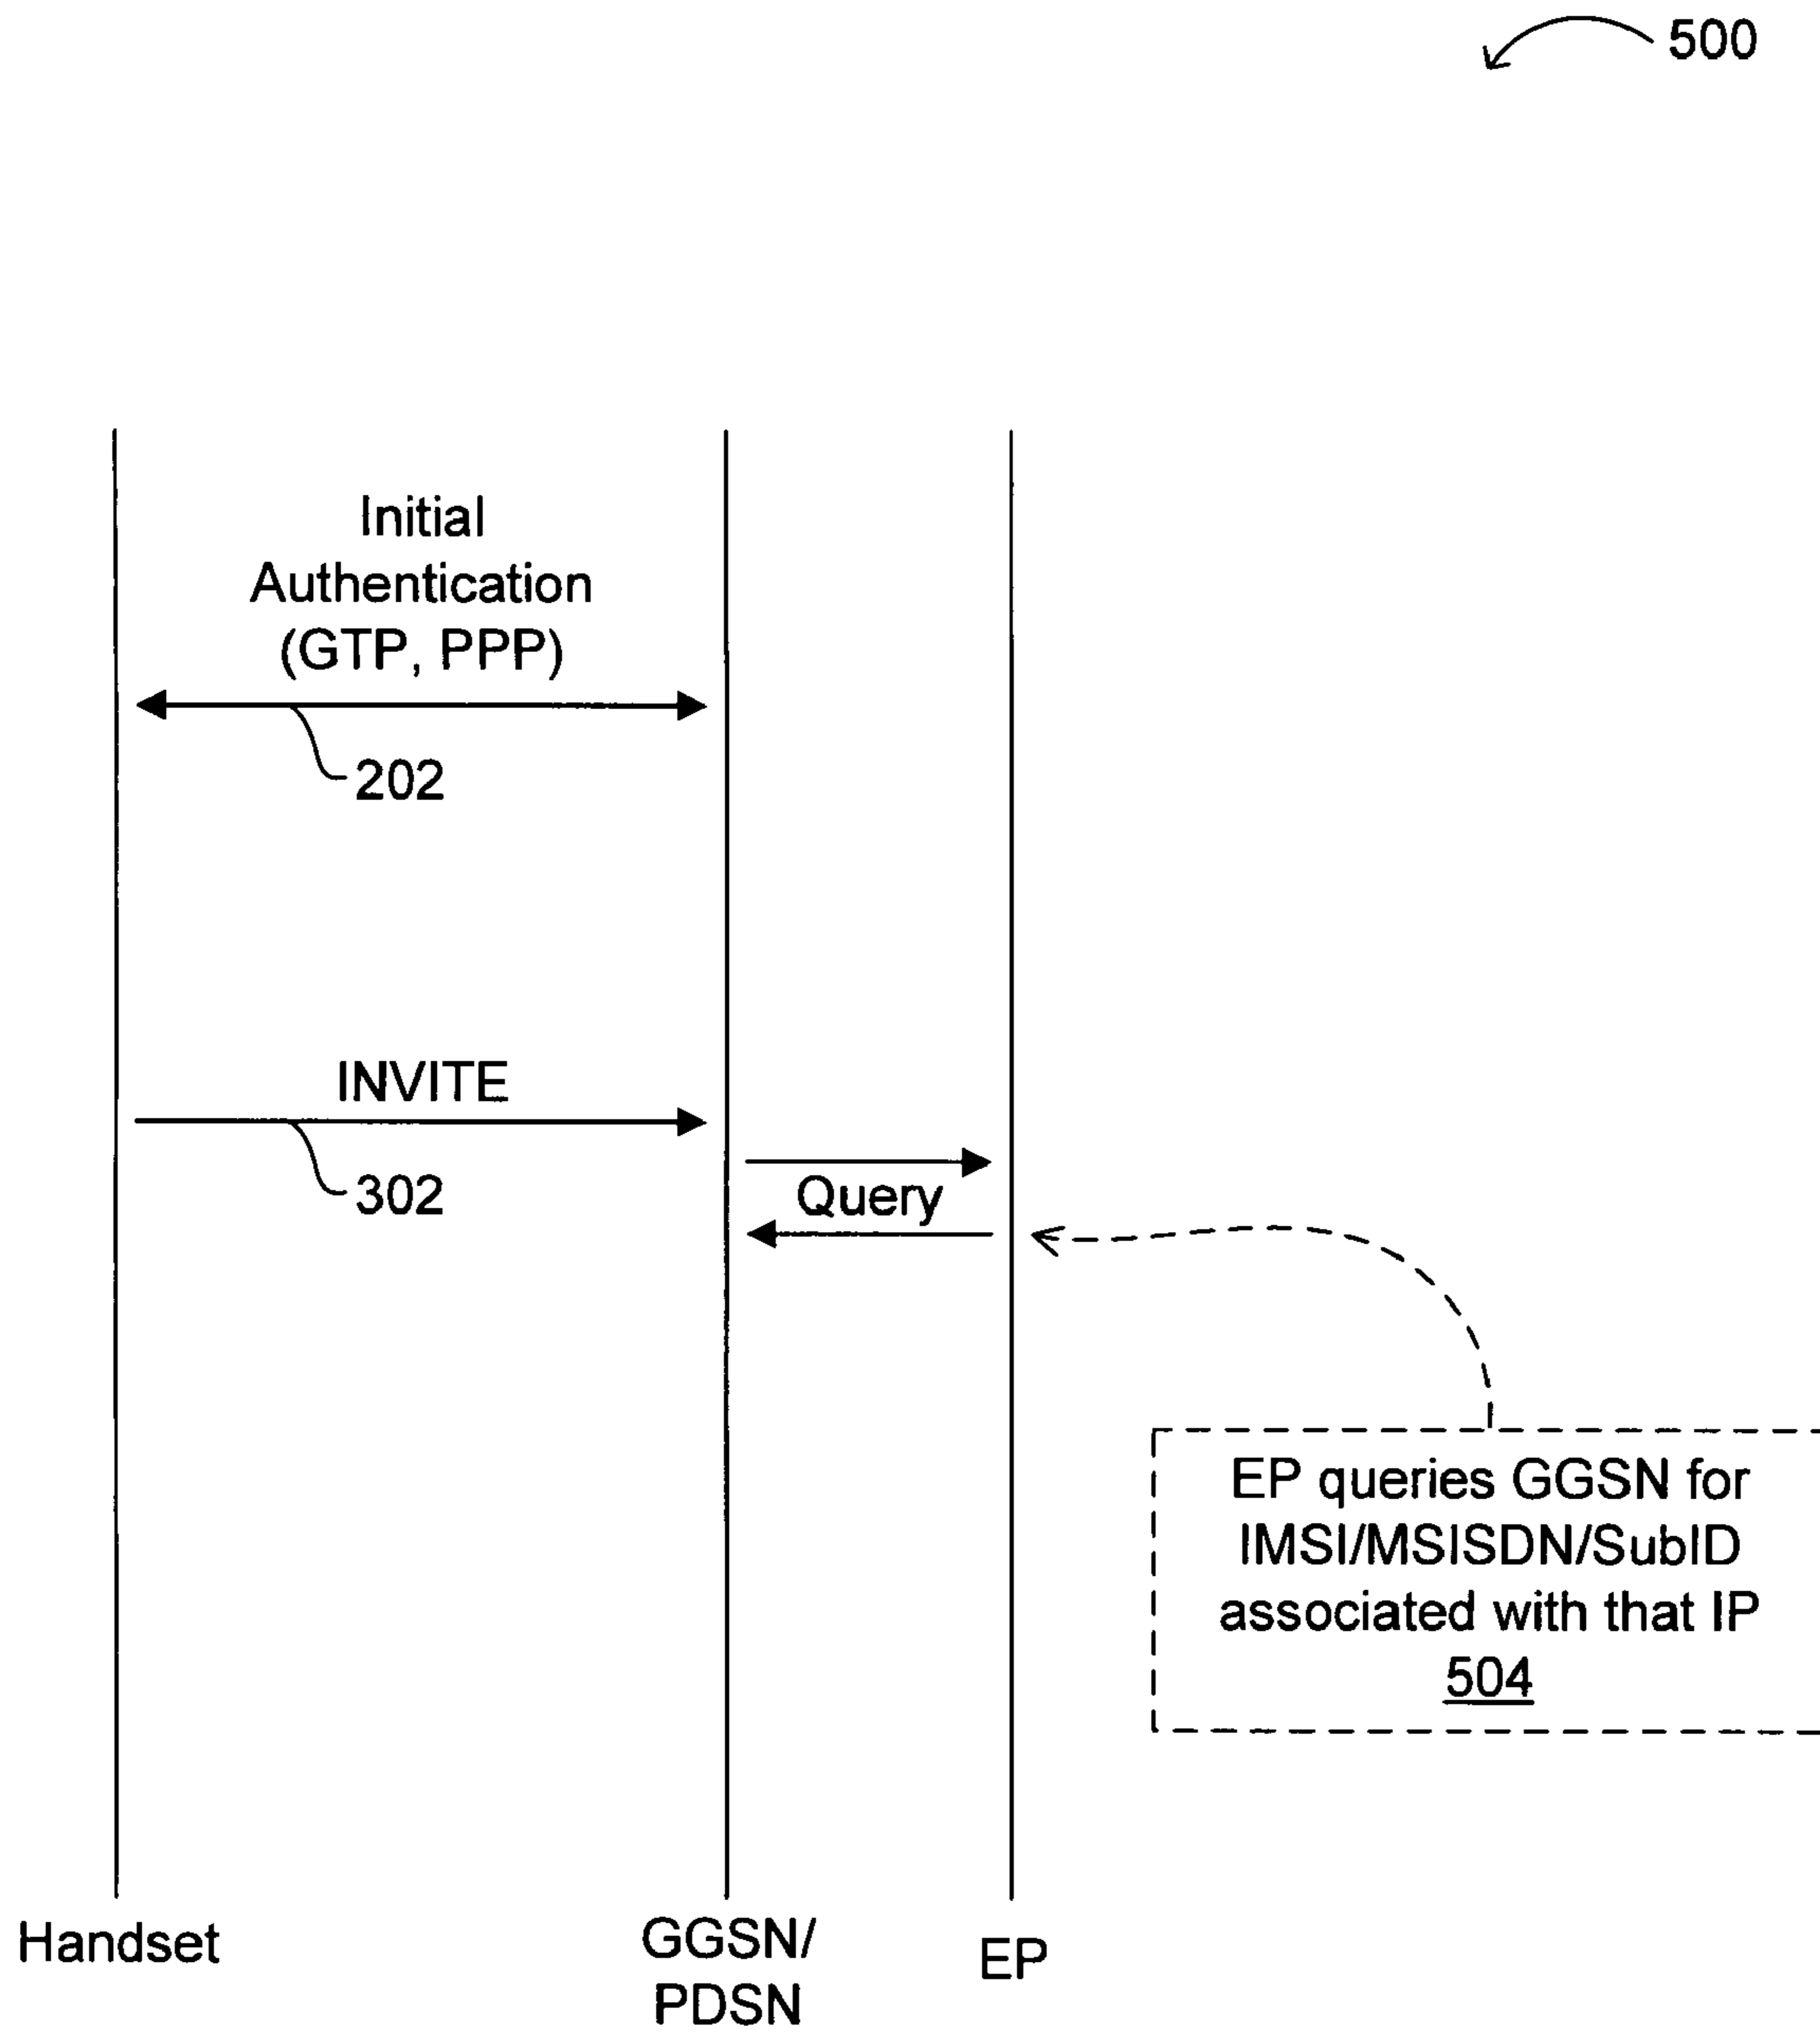 500
Initial
Authentication
(GTP, PPP)
202
INVITE
302
Query
EP queries GGSN for
IMSI/MSISDN/SubID
associated with that IP
504
Handset
GGSN/
PDSN
EP